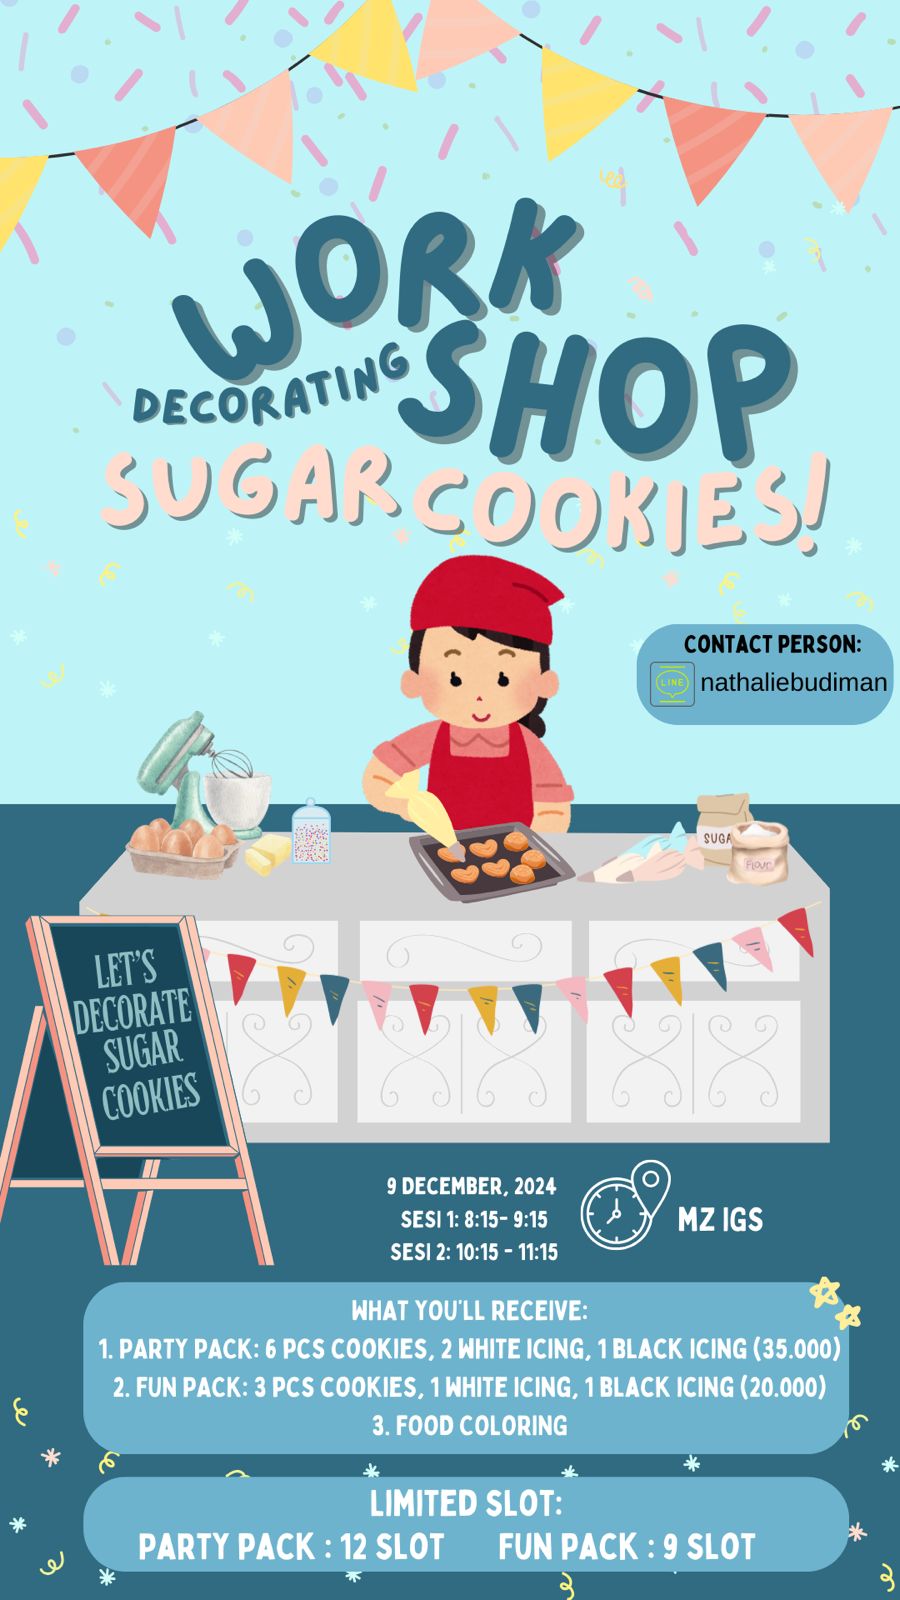 WORK
SHOP
DECORATING
SUGAR COOKIES!
CONTACT PERSON:
LINE
nathaliebudiman
SUGA
FLOUR
LET'S
DECORATE
SUGAR
COOKIES
9 DECEMBER, 2024
SESI 1: 8:15- 9:15
SESI 2: 10:15 - 11:15
MZ IGS
WHAT YOU'LL RECEIVE:
1. PARTY PACK: 6 PCS COOKIES, 2 WHITE ICING, 1 BLACK ICING (35.000)
2. FUN PACK: 3 PCS COOKIES, 1 WHITE ICING, 1 BLACK ICING (20.000)
3. FOOD COLORING
LIMITED SLOT:
PARTY PACK : 12 SLOT FUN PACK : 9 SLOT